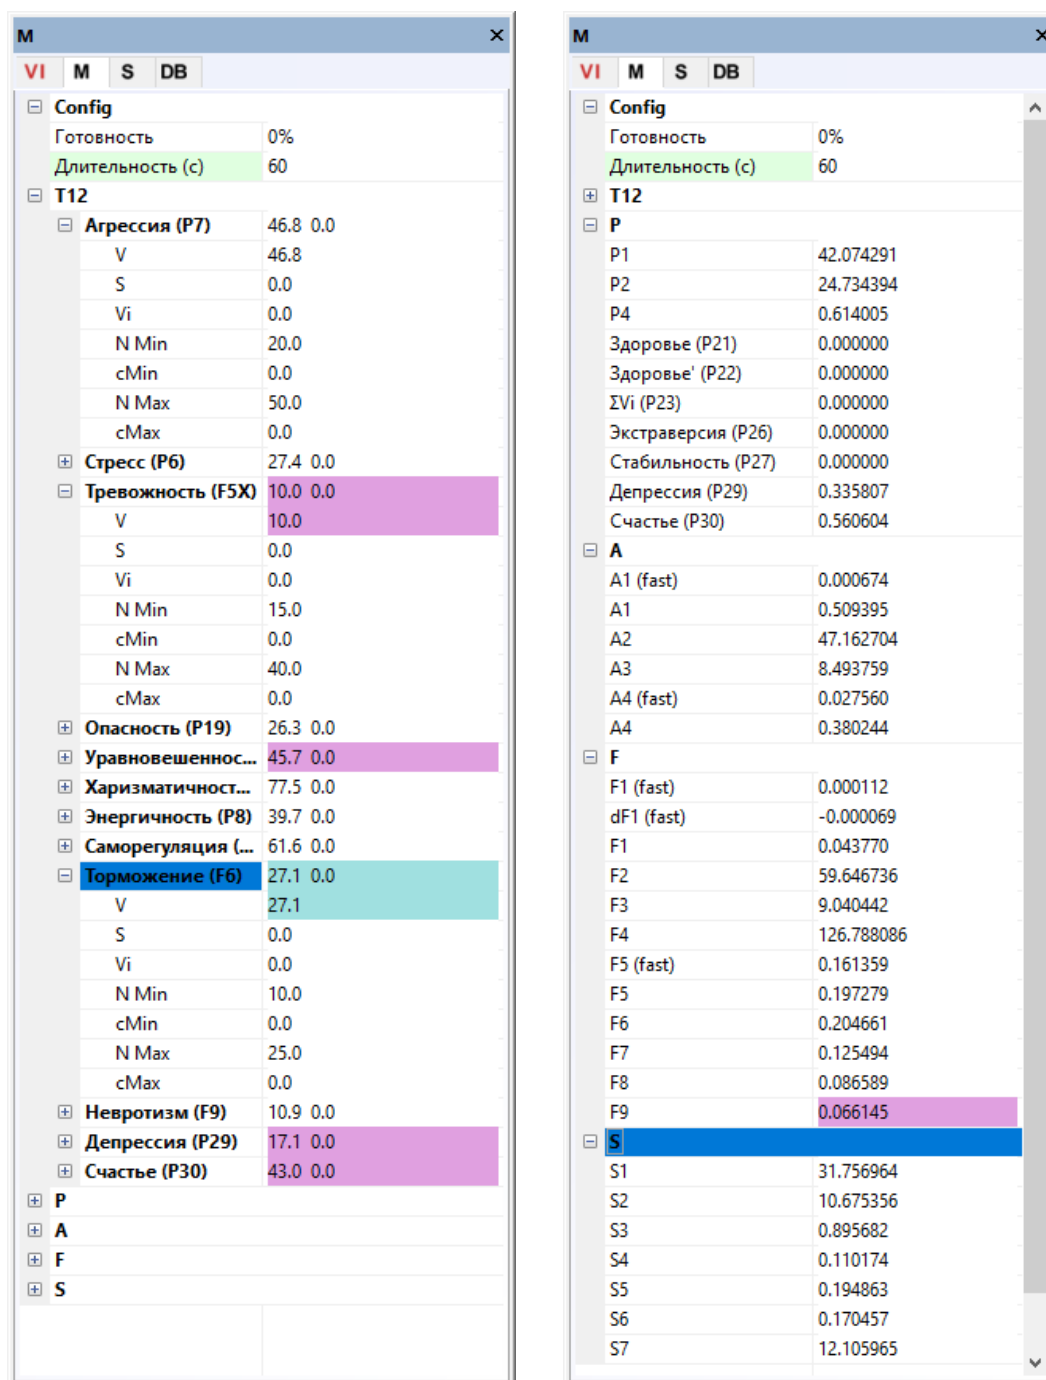 M
VI M S DB
Config
Готовность 0%
Длительность (с) 60
T12
Агрессия (P7) 46.8 0.0
V 46.8
S 0.0
Vi 0.0
N Min 20.0
cMin 0.0
N Max 50.0
cMax 0.0
Стресс (P6) 27.4 0.0
Тревожность (F5X) 10.0 0.0
V 10.0
S 0.0
Vi 0.0
N Min 15.0
cMin 0.0
N Max 40.0
cMax 0.0
Опасность (P19) 26.3 0.0
Уравновешеннос... 45.7 0.0
Харизматичност... 77.5 0.0
Энергичность (P8) 39.7 0.0
Саморегуляция (... 61.6 0.0
Торможение (F6) 27.1 0.0
V 27.1
S 0.0
Vi 0.0
N Min 10.0
cMin 0.0
N Max 25.0
cMax 0.0
Невротизм (F9) 10.9 0.0
Депрессия (P29) 17.1 0.0
Счастье (P30) 43.0 0.0
P
A
F
S
M
VI M S DB
Config
Готовность 0%
Длительность (с) 60
T12
P
P1 42.074291
P2 24.734394
P4 0.614005
Здоровье (P21) 0.000000
Здоровье' (P22) 0.000000
ΣVi (P23) 0.000000
Экстраверсия (P26) 0.000000
Стабильность (P27) 0.000000
Депрессия (P29) 0.335807
Счастье (P30) 0.560604
A
A1 (fast) 0.000674
A1 0.509395
A2 47.162704
A3 8.493759
A4 (fast) 0.027560
A4 0.380244
F
F1 (fast) 0.000112
dF1 (fast) -0.000069
F1 0.043770
F2 59.646736
F3 9.040442
F4 126.788086
F5 (fast) 0.161359
F5 0.197279
F6 0.204661
F7 0.125494
F8 0.086589
F9 0.066145
S
S1 31.756964
S2 10.675356
S3 0.895682
S4 0.110174
S5 0.194863
S6 0.170457
S7 12.105965